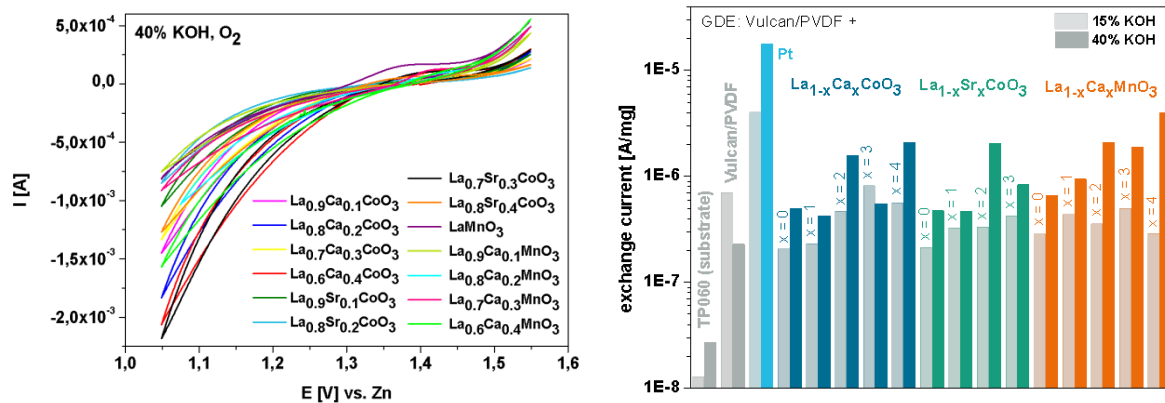 40% KOH, O2
5,0x10-4
0,0
-5,0x10-4
-1,0x10-3
-1,5x10-3
-2,0x10-3
I [A]
La0.9Ca0.1CoO3
La0.8Ca0.2CoO3
La0.7Ca0.3CoO3
La0.6Ca0.4CoO3
La0.9Sr0.1CoO3
La0.8Sr0.2CoO3
La0.7Sr0.3CoO3
La0.8Sr0.4CoO3
LaMnO3
La0.9Ca0.1MnO3
La0.8Ca0.2MnO3
La0.7Ca0.3MnO3
La0.6Ca0.4MnO3
1,0 1,1 1,2 1,3 1,4 1,5 1,6
E [V] vs. Zn
GDE: Vulcan/PVDF +
15% KOH
40% KOH
Pt
La1-xCaxCoO3
La1-xSrxCoO3
La1-xCaxMnO3
1E-5
1E-6
1E-7
1E-8
exchange current [A/mg]
TP060 (substrate)
Vulcan/PVDF
x = 0
x = 1
x = 2
x = 3
x = 4
x = 0
x = 1
x = 2
x = 3
x = 0
x = 1
x = 2
x = 3
x = 4